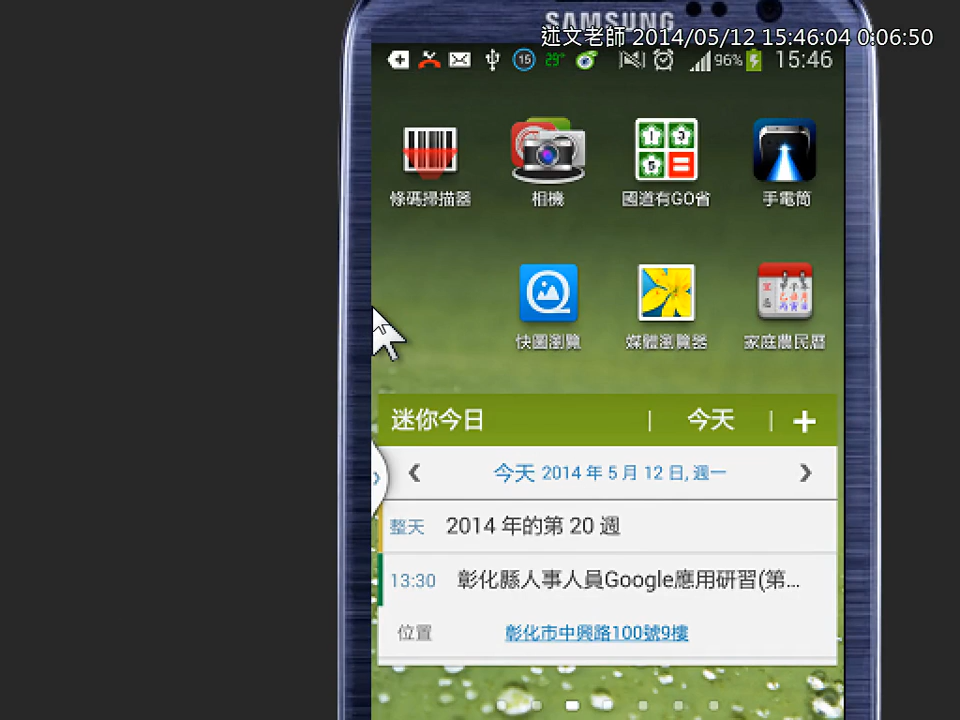 SAMSUNG
述文老師 2014/05/12 15:46:04 0:06:50
15 29° 96% 15:46
條碼掃描器 相機 國道有GO省 手電筒
快圖瀏覽 媒體瀏覽器 家庭農民曆
迷你今日 | 今天 | +
今天 2014 年 5 月 12 日, 週一
整天 2014 年的第 20 週
13:30 彰化縣人事人員Google應用研習(第...
位置 彰化市中興路100號9樓